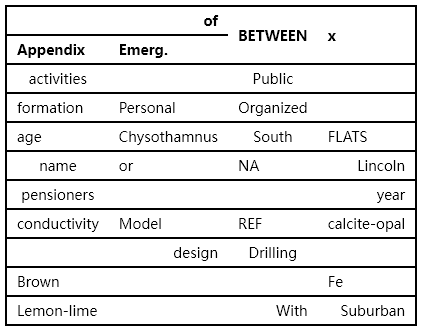 of
BETWEEN x
Appendix Emerg.
activities Public
formation Personal Organized
age Chysothamnus South FLATS
name or NA Lincoln
pensioners year
conductivity Model REF calcite-opal
design Drilling
Brown Fe
Lemon-lime With Suburban